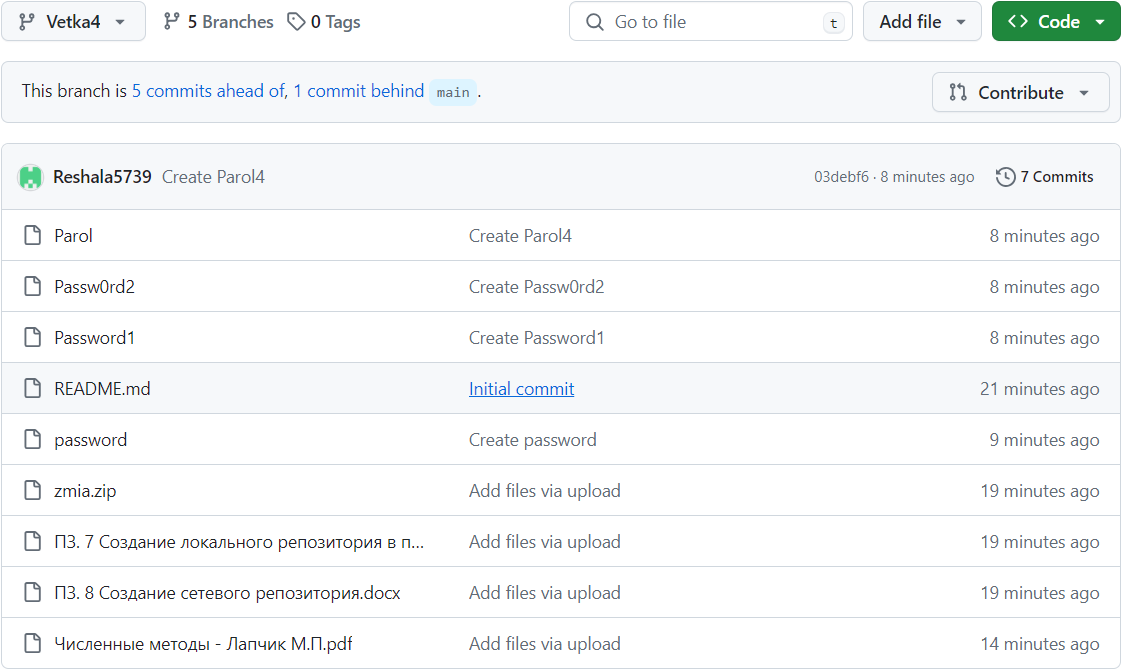 Vetka4 5 Branches 0 Tags Go to file t Add file Code
This branch is 5 commits ahead of, 1 commit behind main .
Contribute
Reshala5739 Create Parol4 03debf6 · 8 minutes ago 7 Commits
Parol Create Parol4 8 minutes ago
Passw0rd2 Create Passw0rd2 8 minutes ago
Password1 Create Password1 8 minutes ago
README.md Initial commit 21 minutes ago
password Create password 9 minutes ago
zmia.zip Add files via upload 19 minutes ago
ПЗ. 7 Создание локального репозитория в п... Add files via upload 19 minutes ago
ПЗ. 8 Создание сетевого репозитория.docx Add files via upload 19 minutes ago
Численные методы - Лапчик М.П.pdf Add files via upload 14 minutes ago